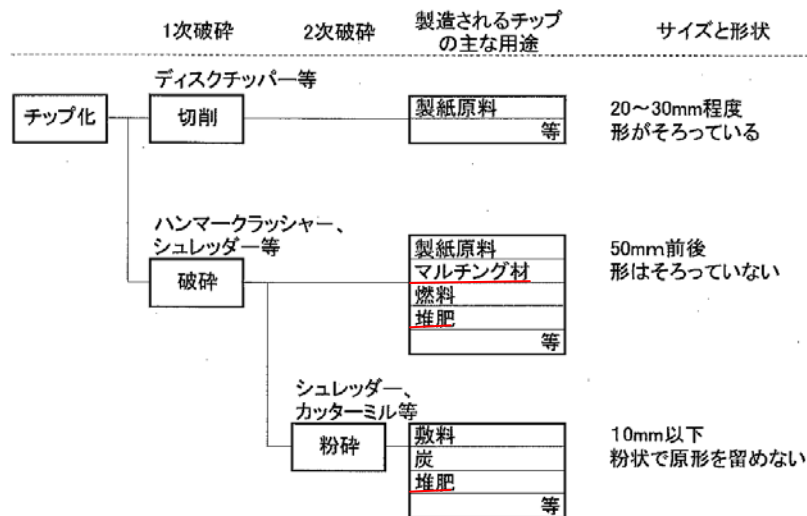 1次破砕
2次破砕
製造されるチップ
の主な用途
サイズと形状
ディスクチッパー等
チップ化
切削
製紙原料
等
20～30mm程度
形がそろっている
ハンマークラッシャー、
シュレッダー等
破砕
製紙原料
マルチング材
燃料
堆肥
等
50mm前後
形はそろっていない
シュレッダー、
カッターミル等
粉砕
敷料
炭
堆肥
等
10mm以下
粉状で原形を留めない